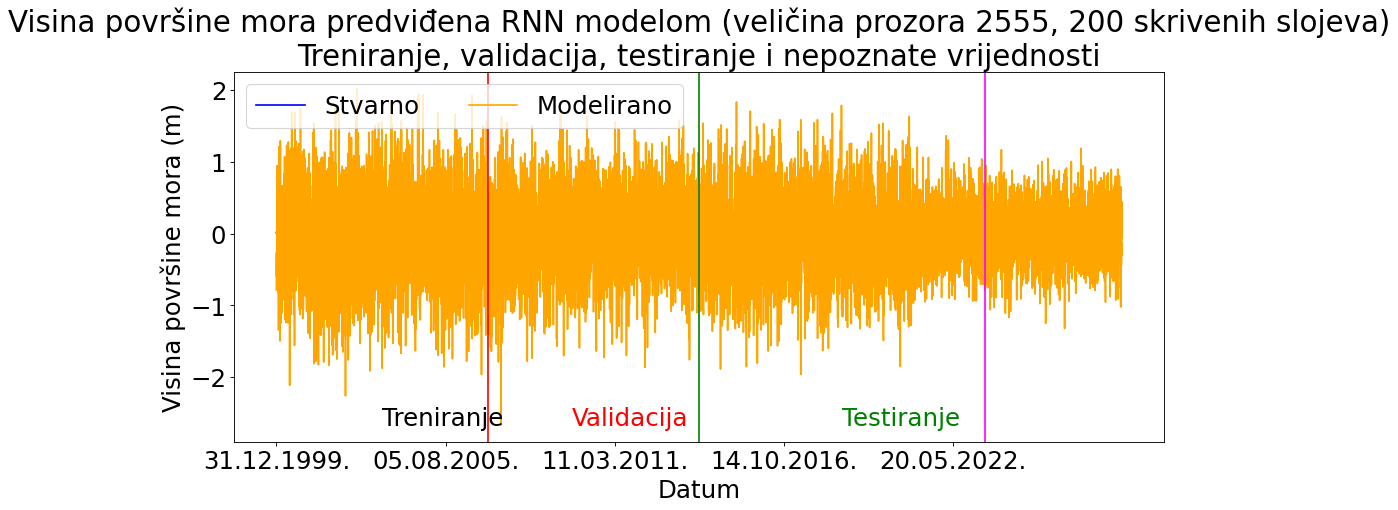 Visina površine mora predviđena RNN modelom (veličina prozora 2555, 200 skrivenih slojeva)
Treniranje, validacija, testiranje i nepoznate vrijednosti
Stvarno Modelirano
Visina površine mora (m)
2
1
0
−1
−2
Treniranje Validacija Testiranje
31.12.1999. 05.08.2005. 11.03.2011. 14.10.2016. 20.05.2022.
Datum